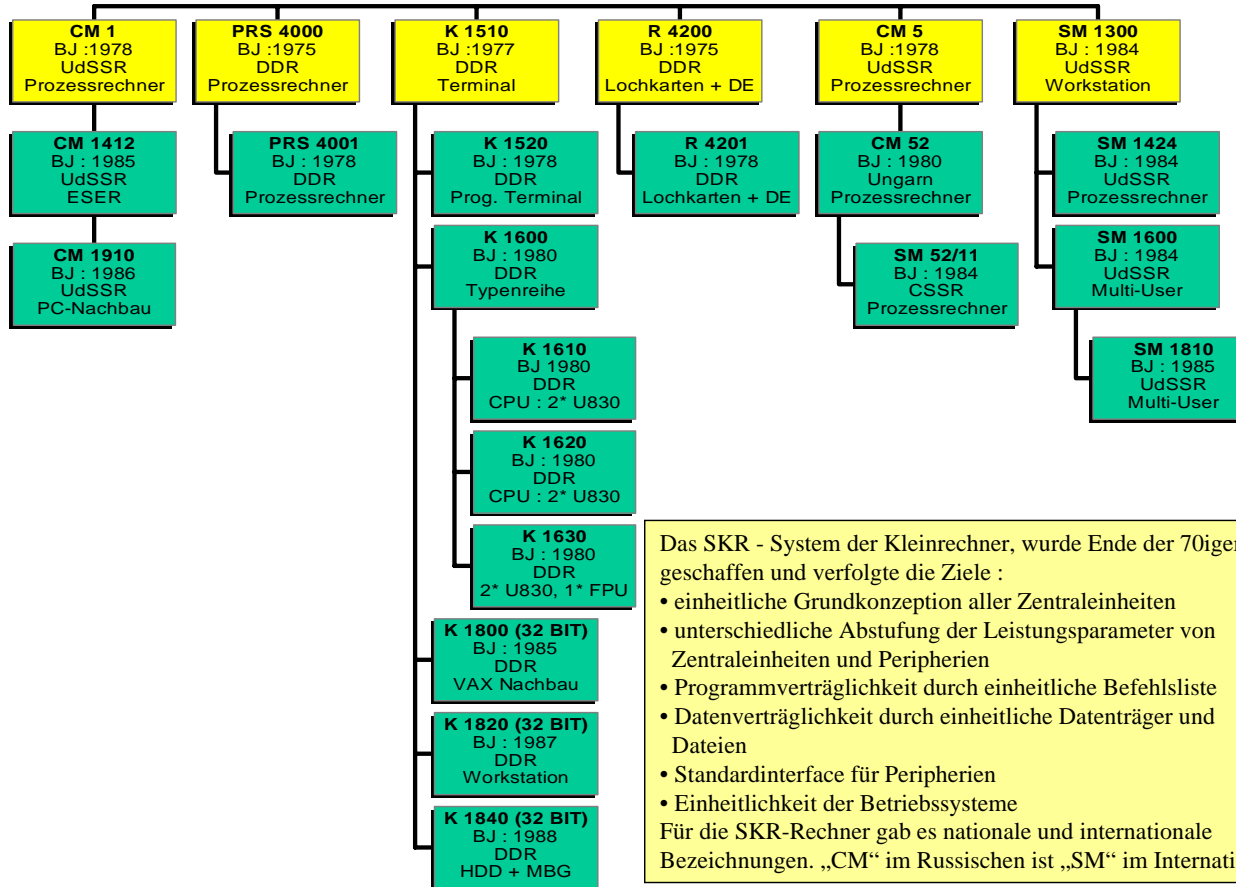 CM 1
BJ :1978
UdSSR
Prozessrechner
PRS 4000
BJ :1975
DDR
Prozessrechner
K 1510
BJ :1977
DDR
Terminal
R 4200
BJ :1975
DDR
Lochkarten + DE
CM 5
BJ :1978
UdSSR
Prozessrechner
SM 1300
BJ : 1984
UdSSR
Workstation
CM 1412
BJ : 1985
UdSSR
ESER
PRS 4001
BJ : 1978
DDR
Prozessrechner
K 1520
BJ : 1978
DDR
Prog. Terminal
R 4201
BJ : 1978
DDR
Lochkarten + DE
CM 52
BJ : 1980
Ungarn
Prozessrechner
SM 1424
BJ : 1984
UdSSR
Prozessrechner
CM 1910
BJ : 1986
UdSSR
PC-Nachbau
K 1600
BJ : 1980
DDR
Typenreihe
SM 52/11
BJ : 1984
CSSR
Prozessrechner
SM 1600
BJ : 1984
UdSSR
Multi-User
K 1610
BJ 1980
DDR
CPU : 2* U830
SM 1810
BJ : 1985
UdSSR
Multi-User
K 1620
BJ : 1980
DDR
CPU : 2* U830
K 1630
BJ : 1980
DDR
2* U830, 1* FPU
K 1800 (32 BIT)
BJ : 1985
DDR
VAX Nachbau
K 1820 (32 BIT)
BJ : 1987
DDR
Workstation
K 1840 (32 BIT)
BJ : 1988
DDR
HDD + MBG
Das SKR - System der Kleinrechner, wurde Ende der 70iger
geschaffen und verfolgte die Ziele :
• einheitliche Grundkonzeption aller Zentraleinheiten
• unterschiedliche Abstufung der Leistungsparameter von
Zentraleinheiten und Peripherien
• Programmverträglichkeit durch einheitliche Befehlsliste
• Datenverträglichkeit durch einheitliche Datenträger und
Dateien
• Standardinterface für Peripherien
• Einheitlichkeit der Betriebssysteme
Für die SKR-Rechner gab es nationale und internationale
Bezeichnungen. „CM“ im Russischen ist „SM“ im